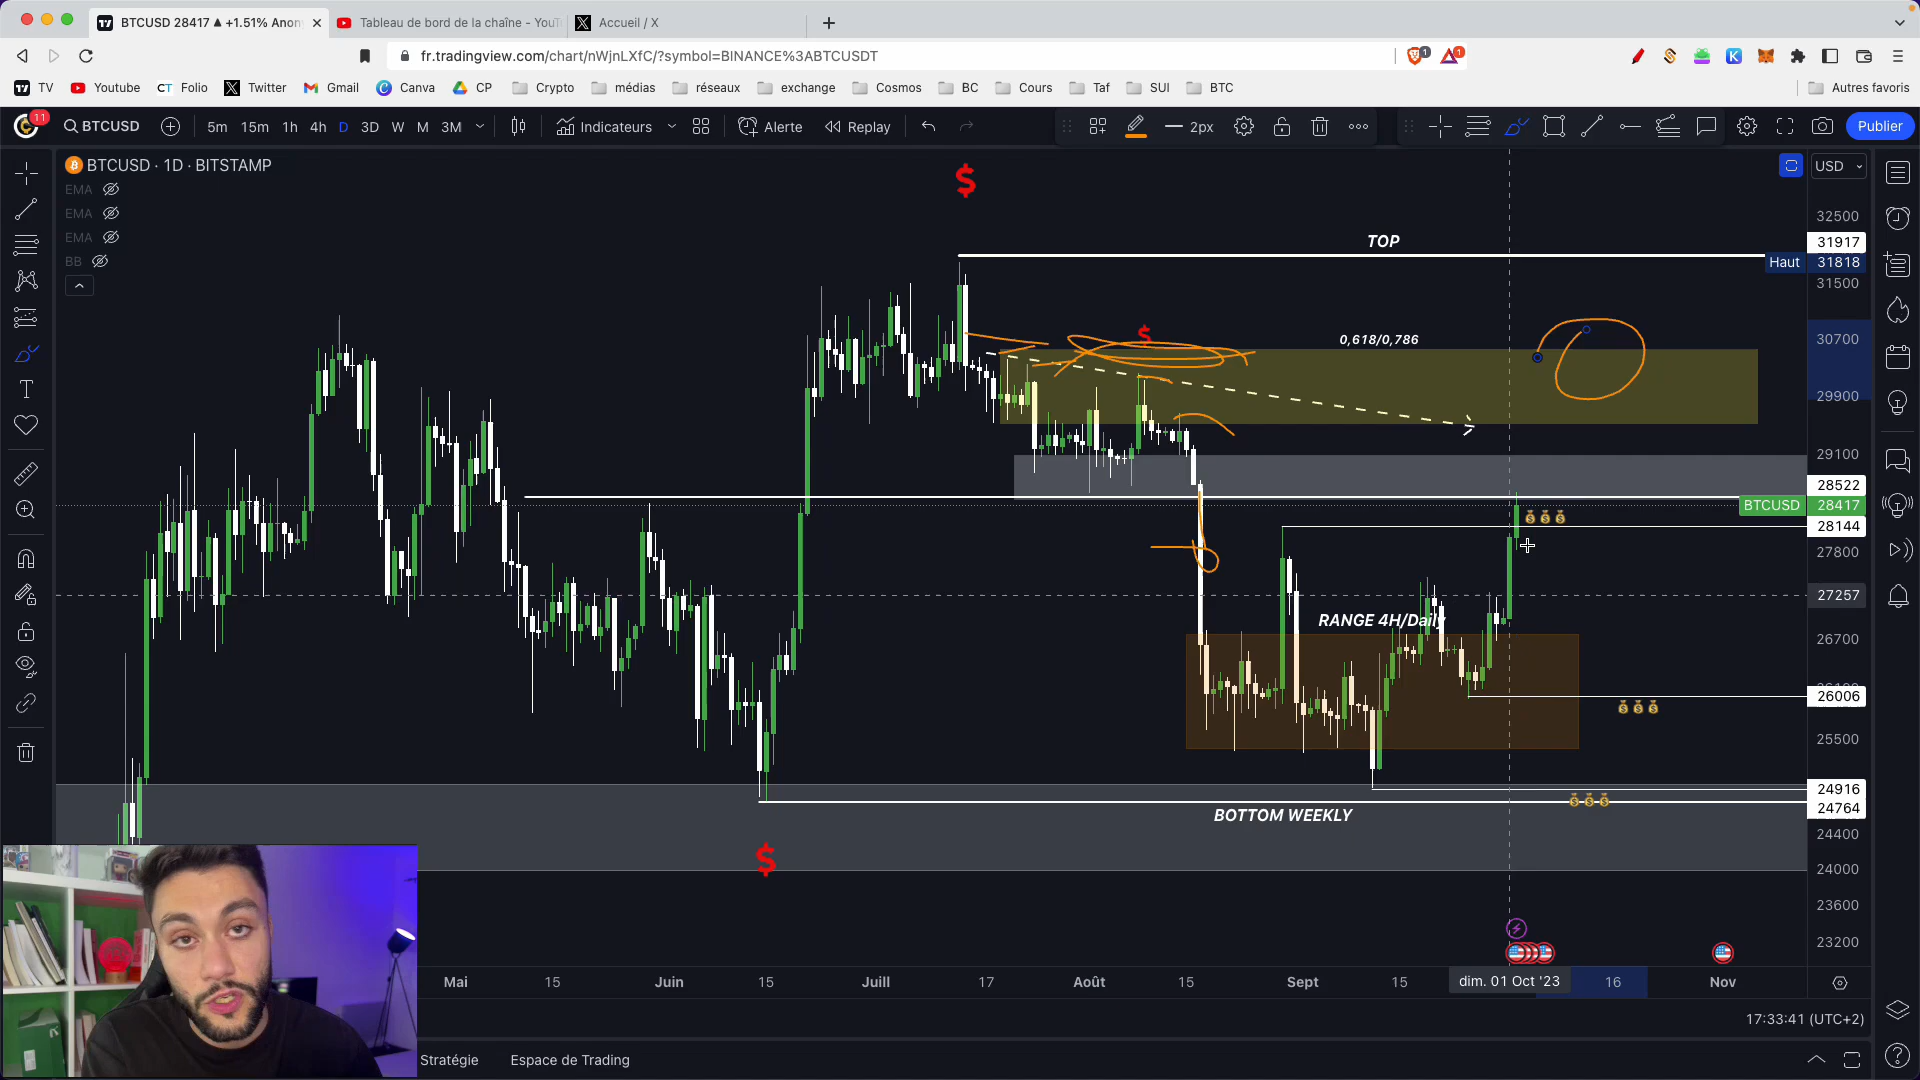 BTCUSD 28417 ▲ +1.51% Anon
Tableau de bord de la chaîne - YouT
Accueil / X
fr.tradingview.com/chart/nWjnLXfC/?symbol=BINANCE%3ABTCUSDT
1
1
TV
Youtube
CT Folio
Twitter
Gmail
Canva
CP
Crypto
médias
réseaux
exchange
Cosmos
BC
Cours
Taf
SUI
BTC
Autres favoris
11
BTCUSD
5m 15m 1h 4h D 3D W M 3M
Indicateurs
Alerte
Replay
2px
Publier
BTCUSD · 1D · BITSTAMP
USD
EMA
EMA
EMA
BB
$
32500
TOP
31917
Haut 31818
31500
$
0,618/0,786
30700
29900
29100
28522
BTCUSD 28417
28144
27800
27257
RANGE 4H/Daily
26700
26006
25500
24916
24764
BOTTOM WEEKLY
24400
$
24000
23600
23200
Mai 15 Juin 15 Juill 17 Août 15 Sept 15 dim. 01 Oct '23 16 Nov
17:33:41 (UTC+2)
Stratégie
Espace de Trading